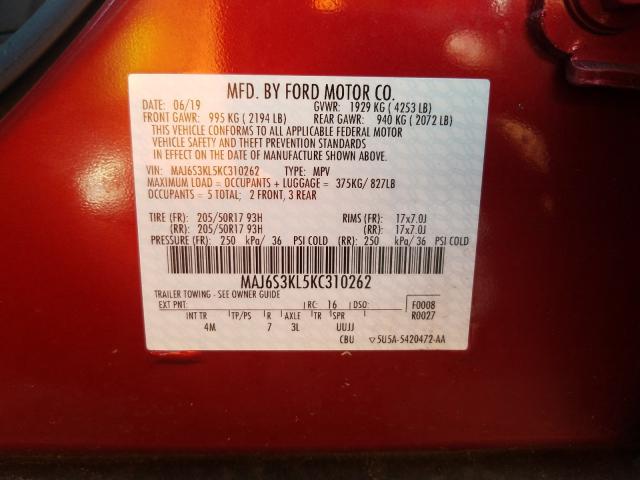 MFD. BY FORD MOTOR CO.
DATE: 06/19 GVWR: 1929 KG ( 4253 LB)
FRONT GAWR: 995 KG ( 2194 LB) REAR GAWR: 940 KG ( 2072 LB)
THIS VEHICLE CONFORMS TO ALL APPLICABLE FEDERAL MOTOR
VEHICLE SAFETY AND THEFT PREVENTION STANDARDS
IN EFFECT ON THE DATE OF MANUFACTURE SHOWN ABOVE.
VIN: MAJ6S3KL5KC310262 TYPE: MPV
MAXIMUM LOAD = OCCUPANTS + LUGGAGE = 375KG/ 827LB
OCCUPANTS = 5 TOTAL; 2 FRONT, 3 REAR
TIRE (FR): 205/50R17 93H RIMS (FR): 17x7.0J
(RR): 205/50R17 93H (RR): 17x7.0J
PRESSURE (FR): 250 kPa/ 36 PSI COLD (RR): 250 kPa/ 36 PSI COLD
MAJ6S3KL5KC310262
TRAILER TOWING - SEE OWNER GUIDE
EXT PNT: RC: 16 DSO: F0008
R0027
INT TR TP/PS R AXLE TR SPR
4M 7 3L UUJJ
CBU ▽5U5A-5420472-AA